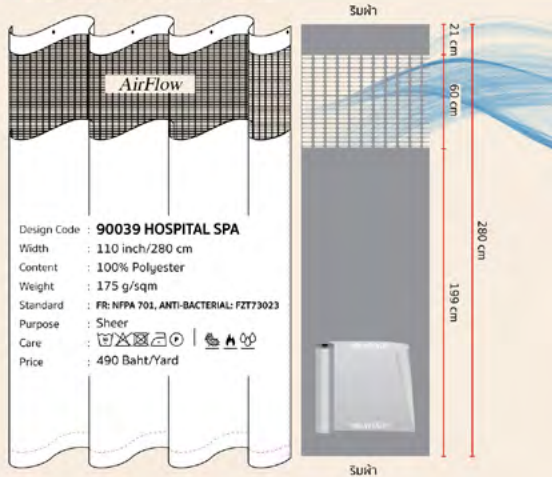 AirFlow
Design Code : 90039 HOSPITAL SPA
Width : 110 inch/280 cm
Content : 100% Polyester
Weight : 175 g/sqm
Standard : FR: NFPA 701, ANTI-BACTERIAL: FZT73023
Purpose : Sheer
Care :
Price : 490 Baht/Yard
ริมผ้า
21 cm
60 cm
280 cm
199 cm
ริมผ้า